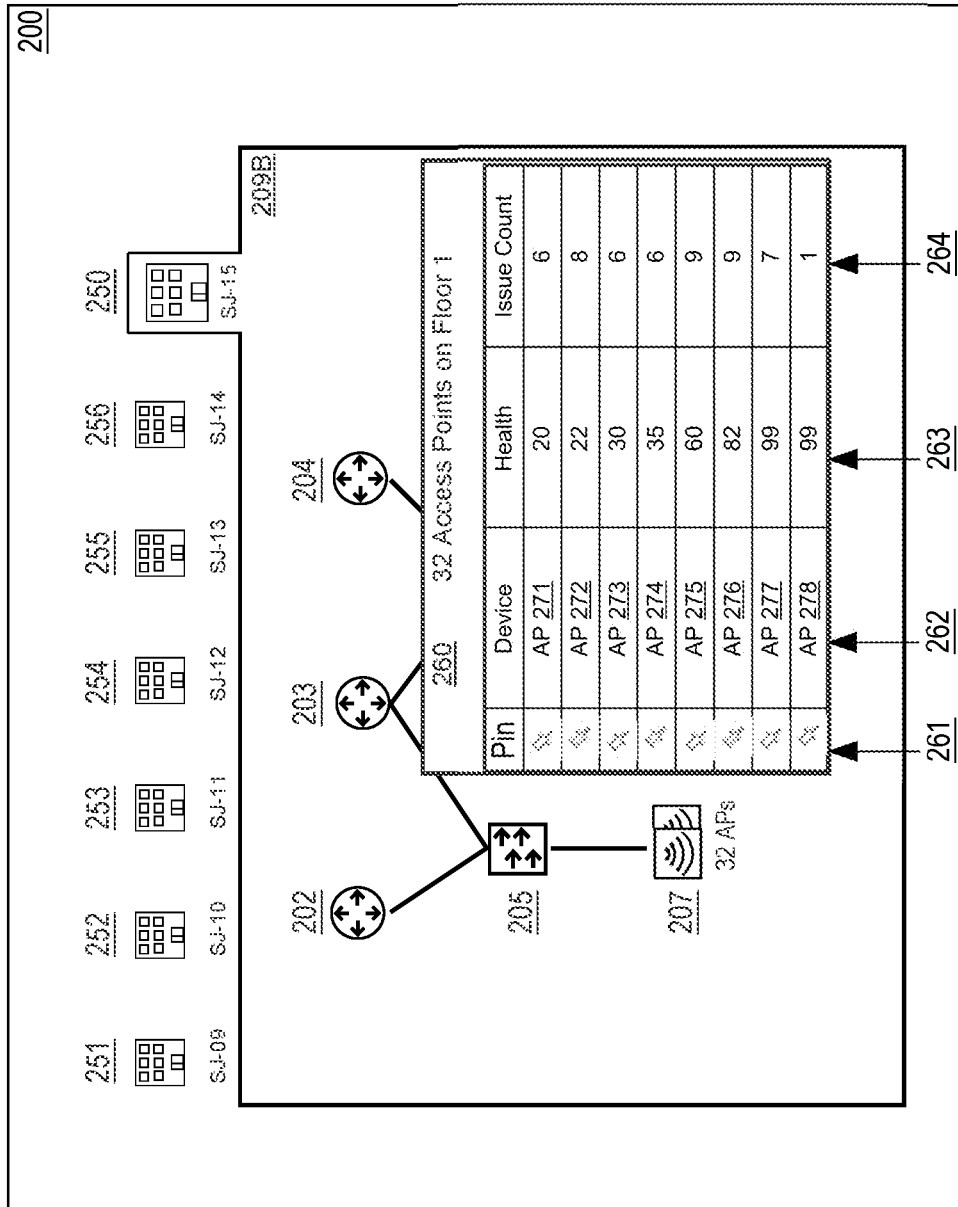 200
251 252 253 254 255 256 250
SJ-09 SJ-10 SJ-11 SJ-12 SJ-13 SJ-14 SJ-15
209B
202 203 204
260 32 Access Points on Floor 1
Pin Device Health Issue Count
AP 271 20 6
AP 272 22 8
AP 273 30 6
AP 274 35 6
AP 275 60 9
AP 276 82 9
AP 277 99 7
AP 278 99 1
205
207
32 APs
261 262 263 264